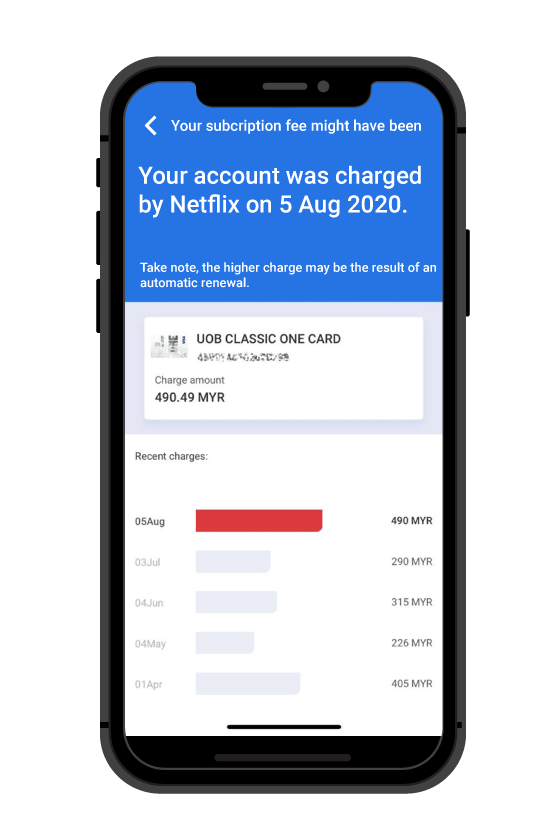 Your subcription fee might have been
Your account was charged
by Netflix on 5 Aug 2020.
Take note, the higher charge may be the result of an
automatic renewal.
UOB CLASSIC ONE CARD
Charge amount
490.49 MYR
Recent charges:
05Aug 490 MYR
03Jul 290 MYR
04Jun 315 MYR
04May 226 MYR
01Apr 405 MYR